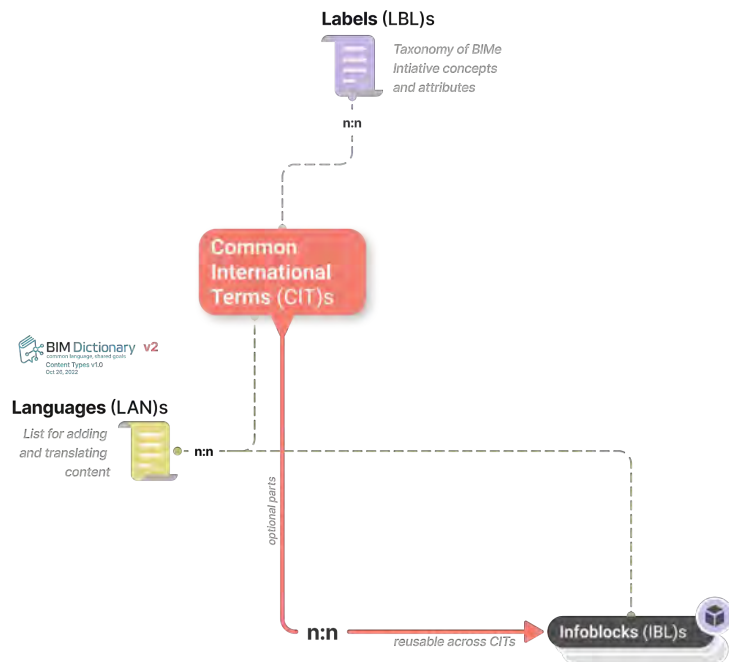 Labels (LBL)s
Taxonomy of BIMe
Intiative concepts
and attributes
n:n
Common
International
Terms (CIT)s
BIM Dictionary v2
common language, shared goals
Content Types v1.0
Oct 26, 2022
Languages (LAN)s
List for adding
and translating
content
n:n
optional parts
n:n
reusable across CITs
Infoblocks (IBL)s